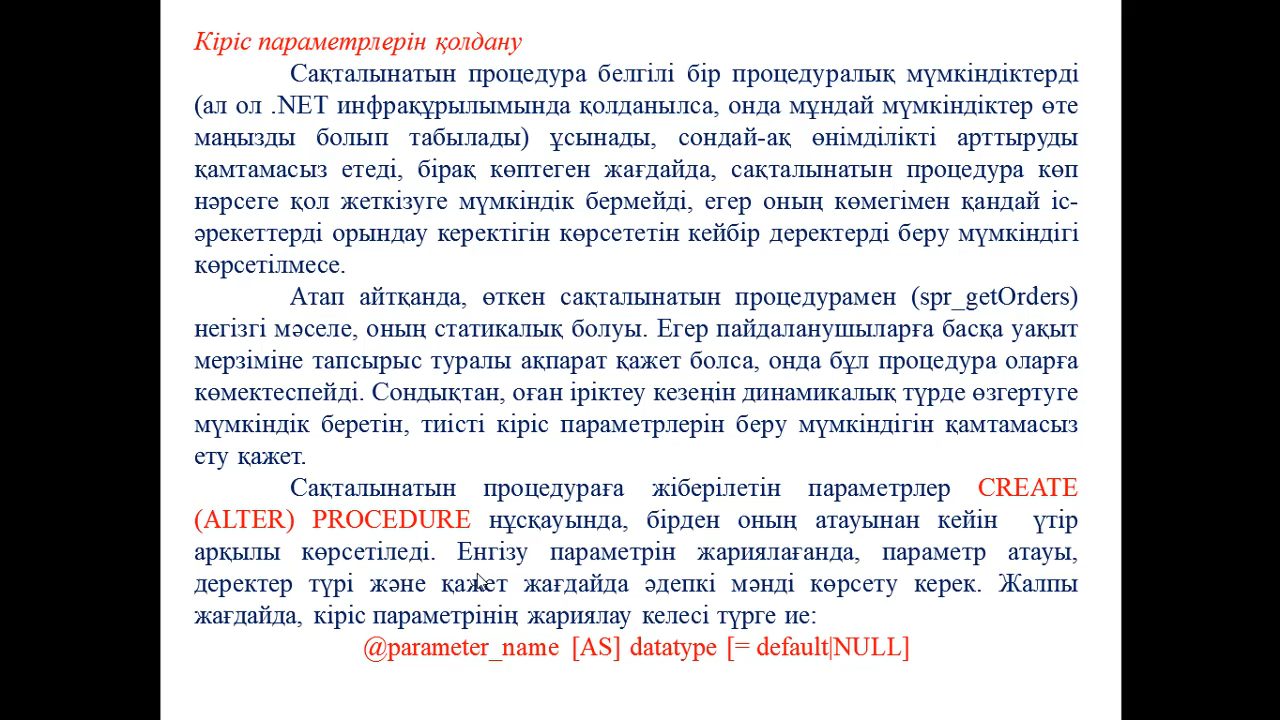 Кіріс параметрлерін қолдану
Сақталынатын процедура белгілі бір процедуралық мүмкіндіктерді
(ал ол .NET инфрақұрылымында қолданылса, онда мұндай мүмкіндіктер өте
маңызды болып табылады) ұсынады, сондай-ақ өнімділікті арттыруды
қамтамасыз етеді, бірақ көптеген жағдайда, сақталынатын процедура көп
нәрсеге қол жеткізуге мүмкіндік бермейді, егер оның көмегімен қандай іс-
әрекеттерді орындау керектігін көрсететін кейбір деректерді беру мүмкіндігі
көрсетілмесе.
Атап айтқанда, өткен сақталынатын процедурамен (spr_getOrders)
негізгі мәселе, оның статикалық болуы. Егер пайдаланушыларға басқа уақыт
мерзіміне тапсырыс туралы ақпарат қажет болса, онда бұл процедура оларға
көмектеспейді. Сондықтан, оған іріктеу кезеңін динамикалық түрде өзгертуге
мүмкіндік беретін, тиісті кіріс параметрлерін беру мүмкіндігін қамтамасыз
ету қажет.
Сақталынатын процедураға жіберілетін параметрлер CREATE
(ALTER) PROCEDURE нұсқауында, бірден оның атауынан кейін үтір
арқылы көрсетіледі. Енгізу параметрін жариялағанда, параметр атауы,
деректер түрі және қажет жағдайда әдепкі мәнді көрсету керек. Жалпы
жағдайда, кіріс параметрінің жариялау келесі түрге ие:
@parameter_name [AS] datatype [= default|NULL]